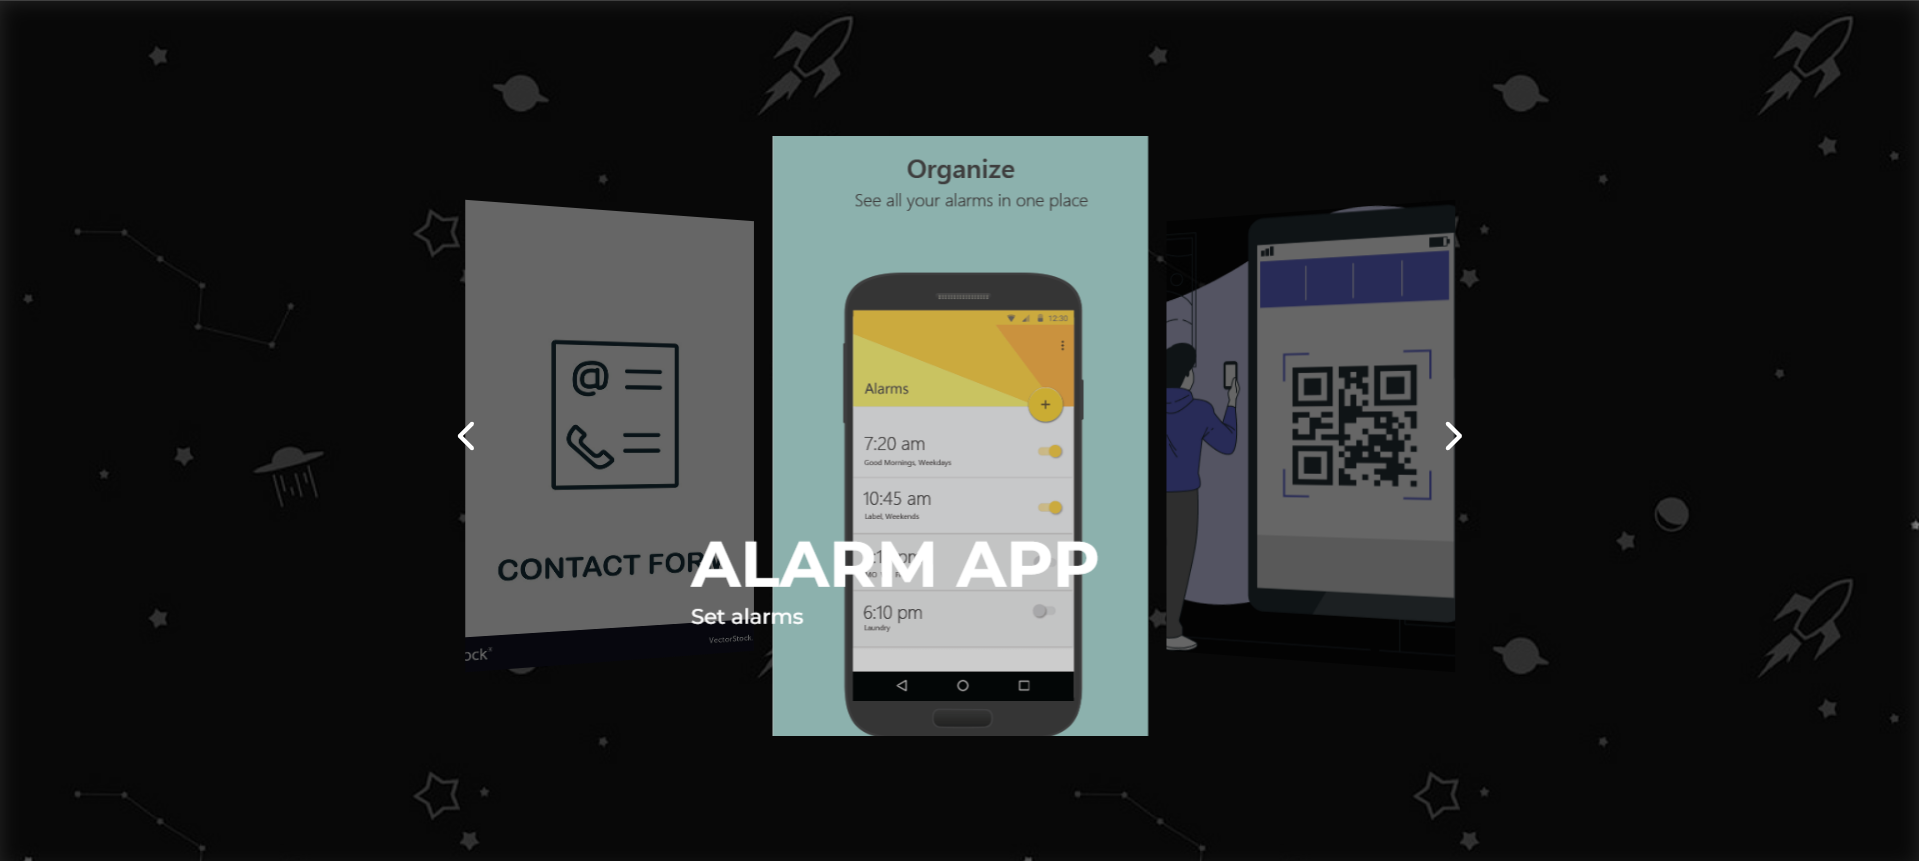 Organize
See all your alarms in one place
12:30
Alarms
+
7:20 am
Good Mornings, Weekdays
10:45 am
Label, Weekends
6:10 pm
Laundry
@
CONTACT FOR
VectorStock
ock®
ALARM APP
Set alarms